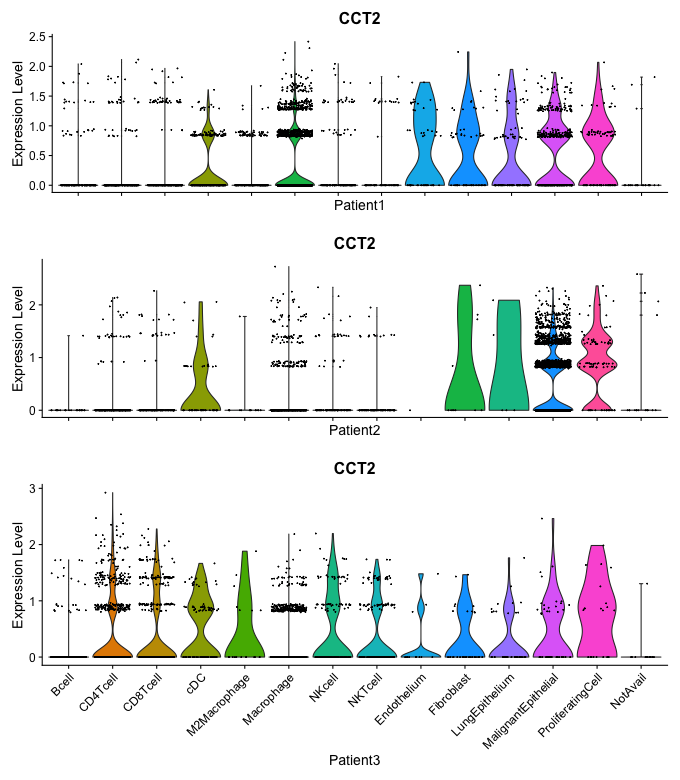 CCT2
Expression Level
2.5
2.0
1.5
1.0
0.5
0.0
Patient1
CCT2
Expression Level
2
1
0
Patient2
CCT2
Expression Level
3
2
1
0
Bcell
CD4Tcell
CD8Tcell
cDC
M2Macrophage
Macrophage
NKcell
NKTcell
Endothelium
Fibroblast
LungEpithelium
MalignantEpithelial
ProliferatingCell
NotAvail
Patient3